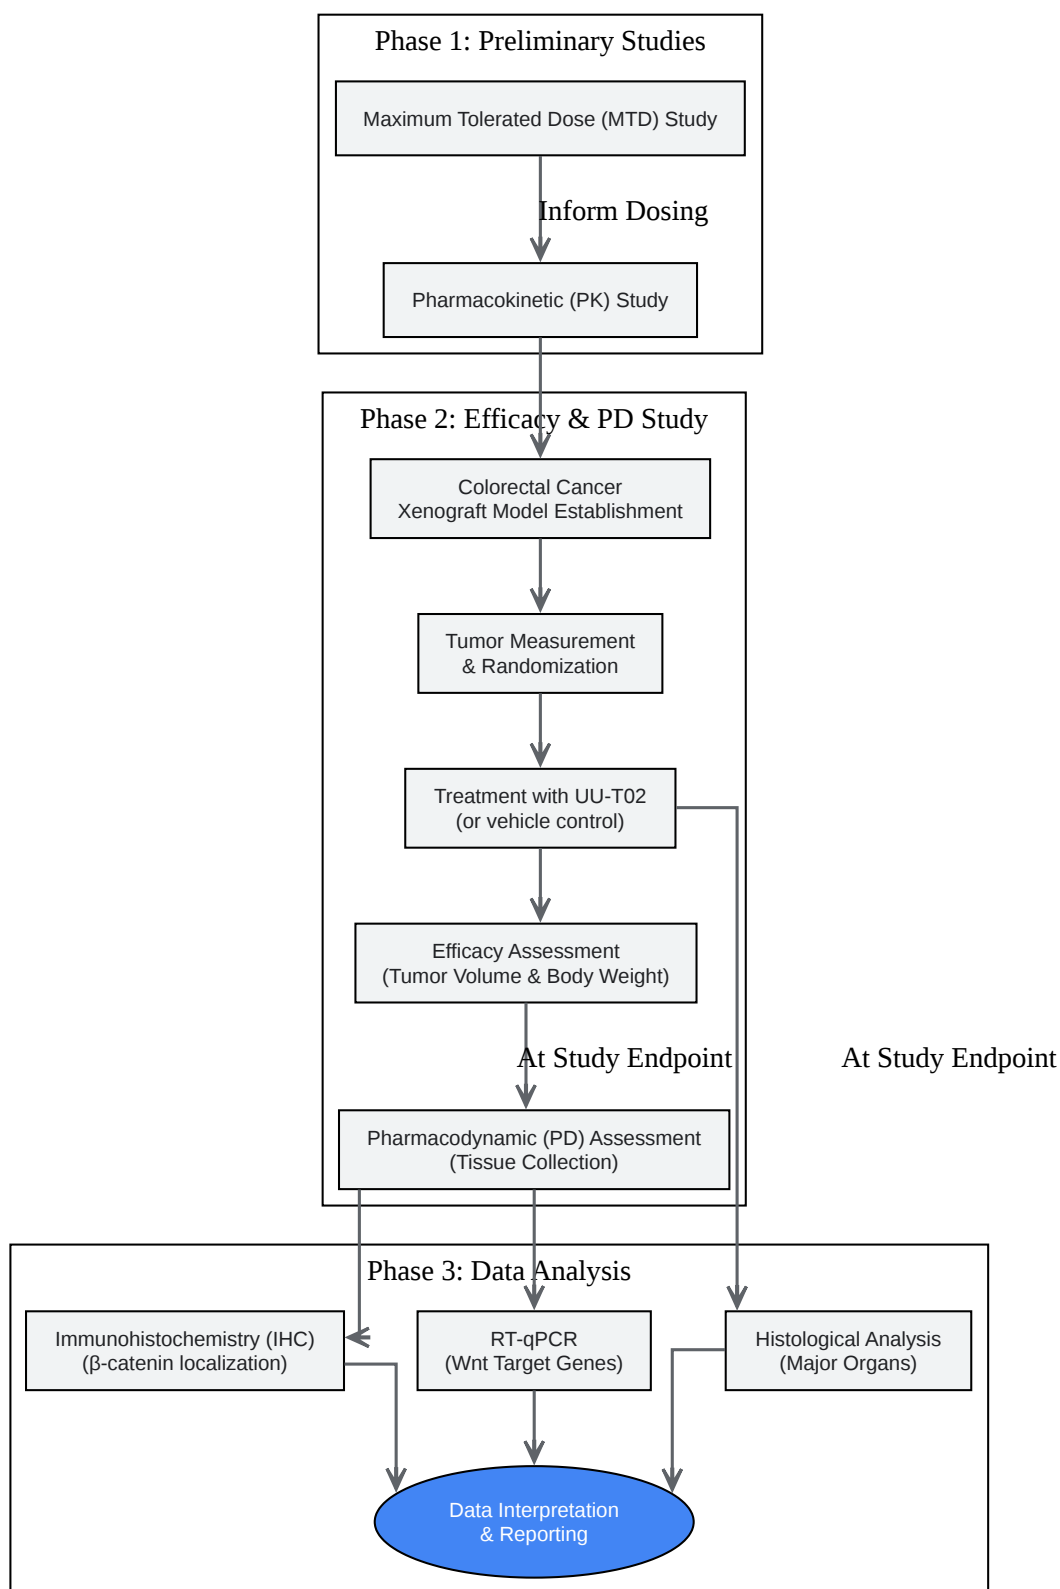 Phase 1: Preliminary Studies
Maximum Tolerated Dose (MTD) Study
Inform Dosing
Pharmacokinetic (PK) Study
Phase 2: Efficacy & PD Study
Colorectal Cancer
Xenograft Model Establishment
Tumor Measurement
& Randomization
Treatment with UU-T02
(or vehicle control)
Efficacy Assessment
(Tumor Volume & Body Weight)
At Study Endpoint
At Study Endpoint
Pharmacodynamic (PD) Assessment
(Tissue Collection)
Phase 3: Data Analysis
Immunohistochemistry (IHC)
(β-catenin localization)
RT-qPCR
(Wnt Target Genes)
Histological Analysis
(Major Organs)
Data Interpretation
& Reporting